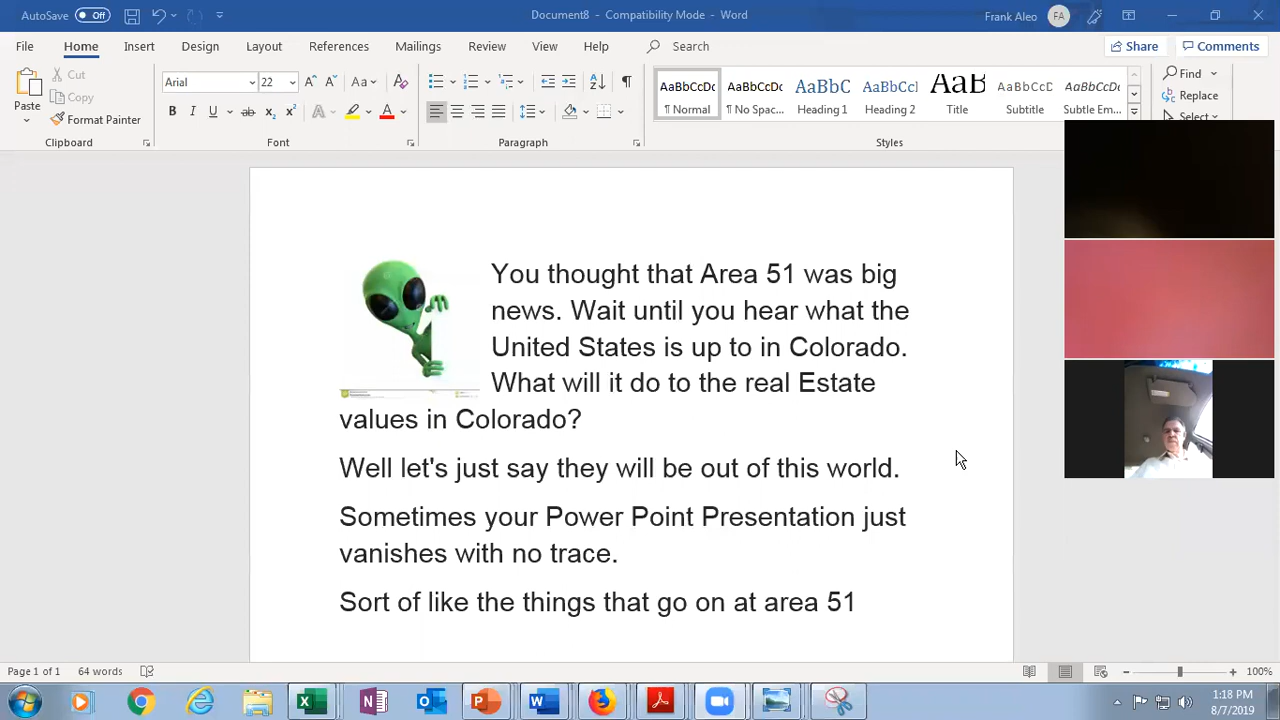 AutoSave Off Document8 - Compatibility Mode - Word Frank Aleo FA
File Home Insert Design Layout References Mailings Review View Help Search Share Comments
Paste Cut Copy Format Painter
Arial 22 Aa
AaBbCcDc AaBbCcDc AaBbC AaBbCcI AaB AaBbCcDc AaBbCcDc
¶ Normal ¶ No Spac... Heading 1 Heading 2 Title Subtitle Subtle Em...
Find
Replace
Select
Clipboard Font Paragraph Styles
You thought that Area 51 was big
news. Wait until you hear what the
United States is up to in Colorado.
What will it do to the real Estate
values in Colorado?
Well let's just say they will be out of this world.
Sometimes your Power Point Presentation just
vanishes with no trace.
Sort of like the things that go on at area 51
Page 1 of 1 64 words 100%
1:18 PM
8/7/2019